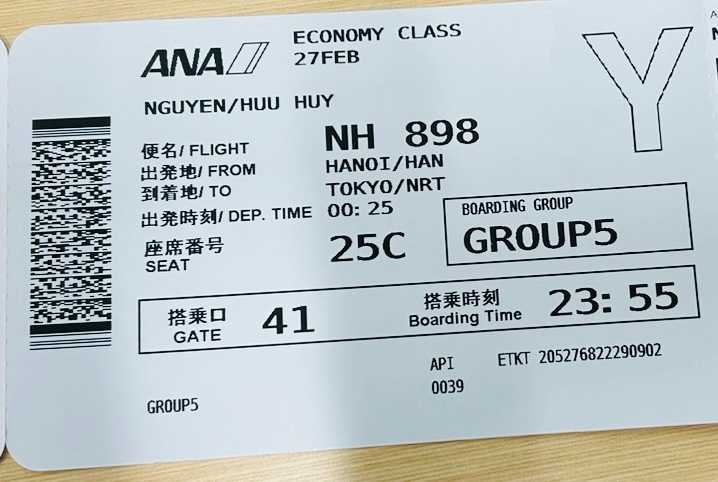 ANA
ECONOMY CLASS
27FEB
Y
NGUYEN/HUU HUY
便名/ FLIGHT NH 898
出発地/ FROM HANOI/HAN
到着地/ TO TOKYO/NRT
出発時刻/ DEP. TIME 00:25
座席番号
SEAT 25C
BOARDING GROUP
GROUP5
搭乗口
GATE 41
搭乗時刻
Boarding Time 23:55
API ETKT 205276822290902
0039
GROUP5